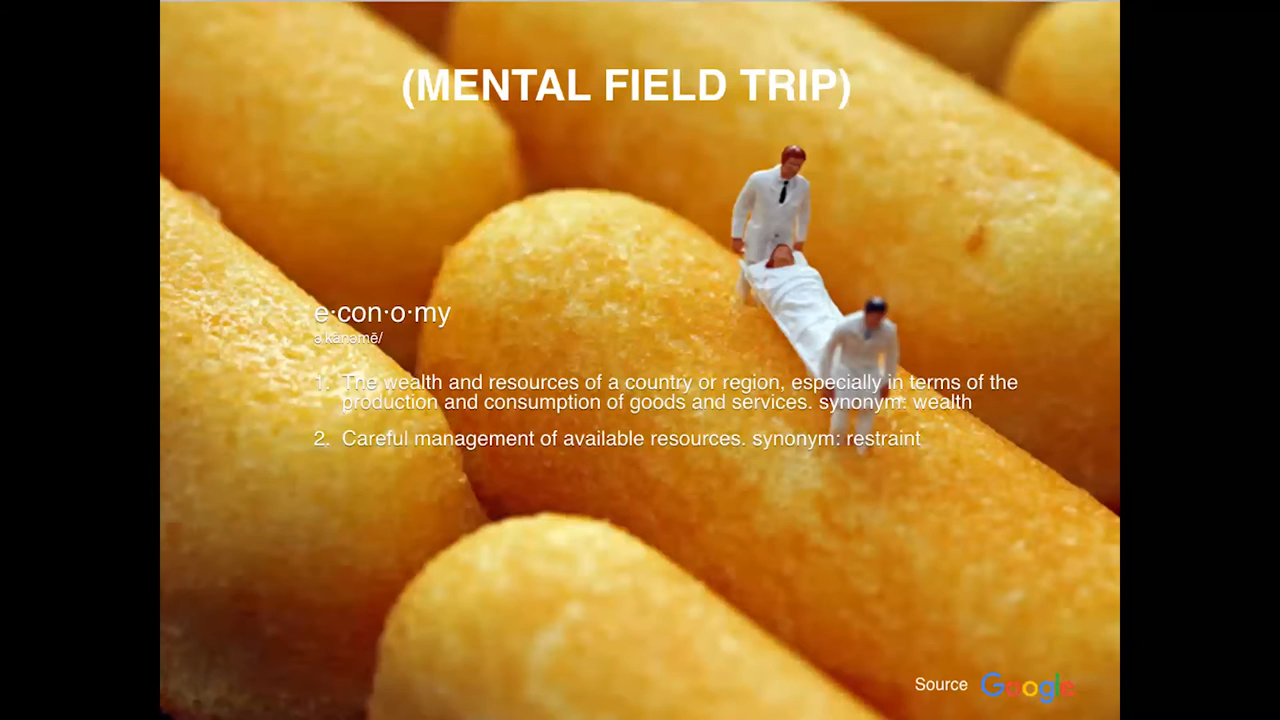 (MENTAL FIELD TRIP)
e·con·o·my
əˈkänəmē/
1. The wealth and resources of a country or region, especially in terms of the
production and consumption of goods and services. synonym: wealth
2. Careful management of available resources. synonym: restraint
Source Google